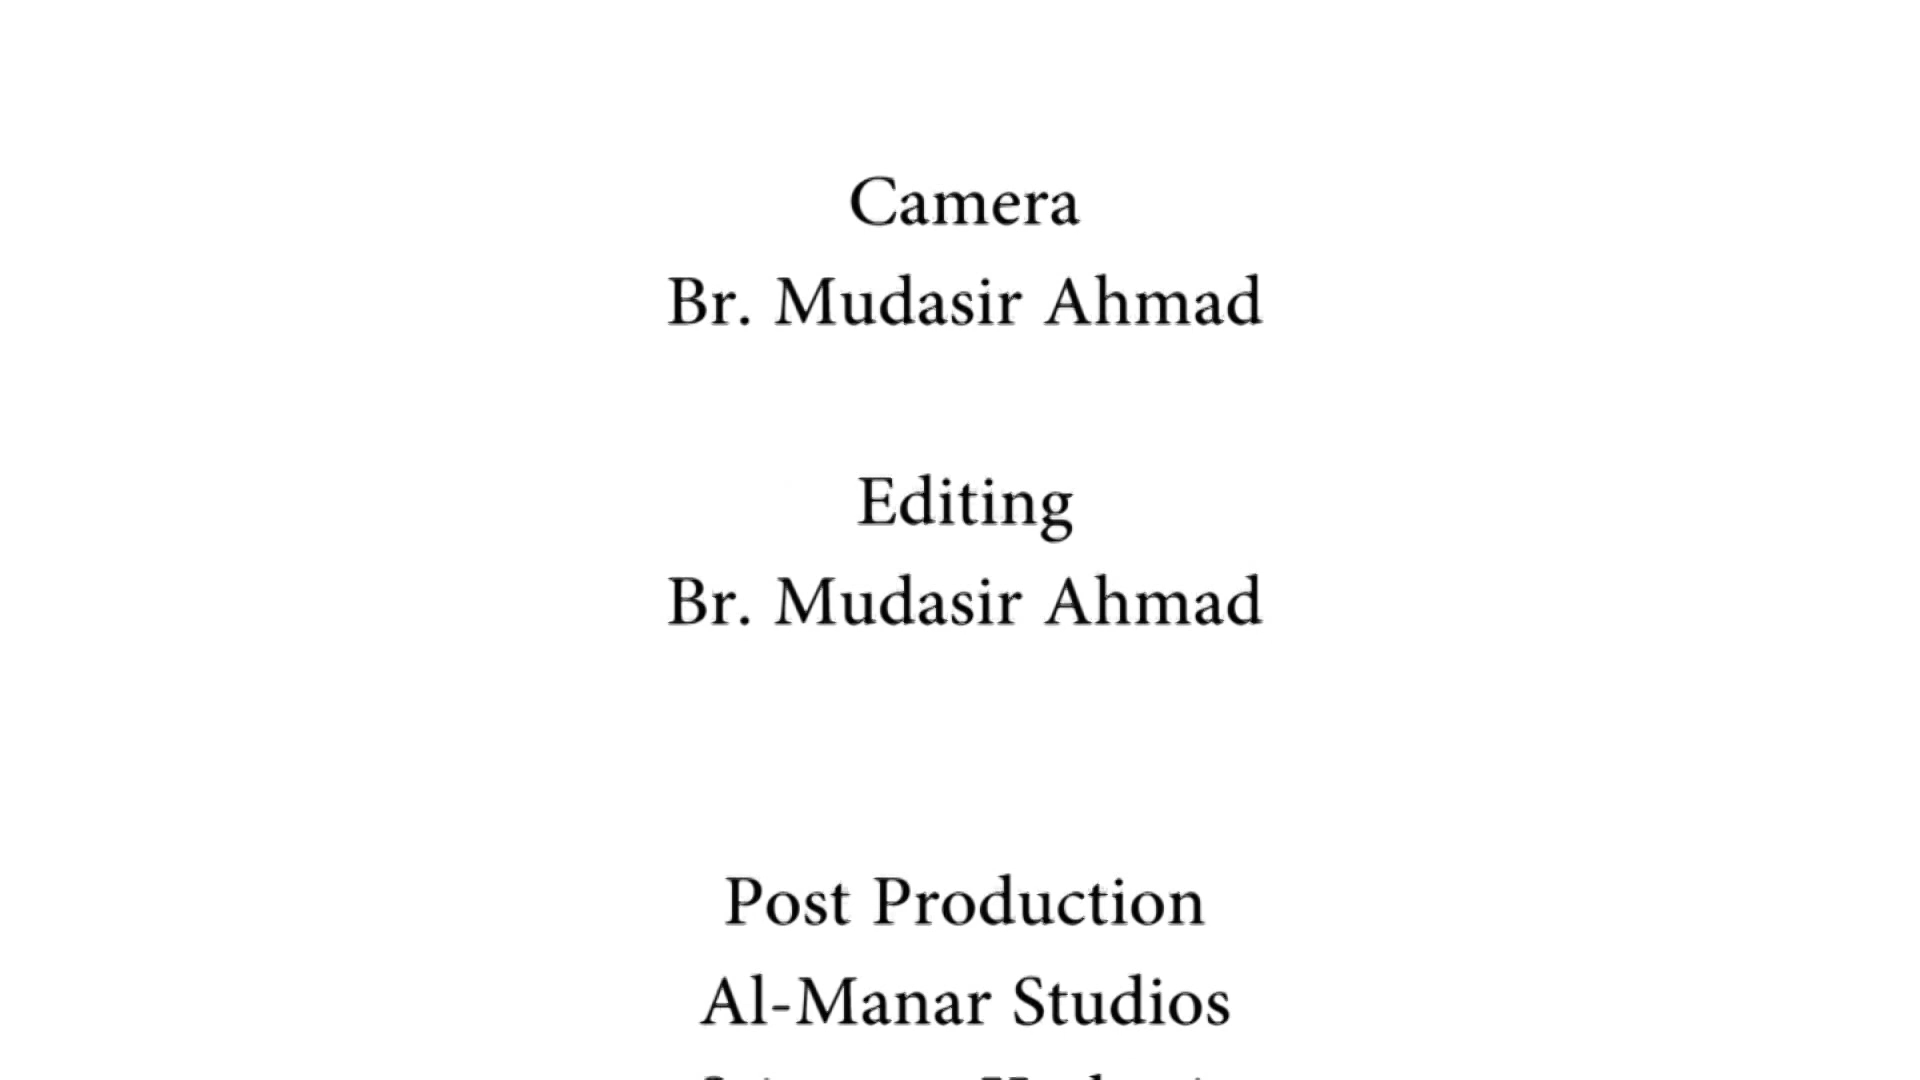 Camera
Br. Mudasir Ahmad
Editing
Br. Mudasir Ahmad
Post Production
Al-Manar Studios